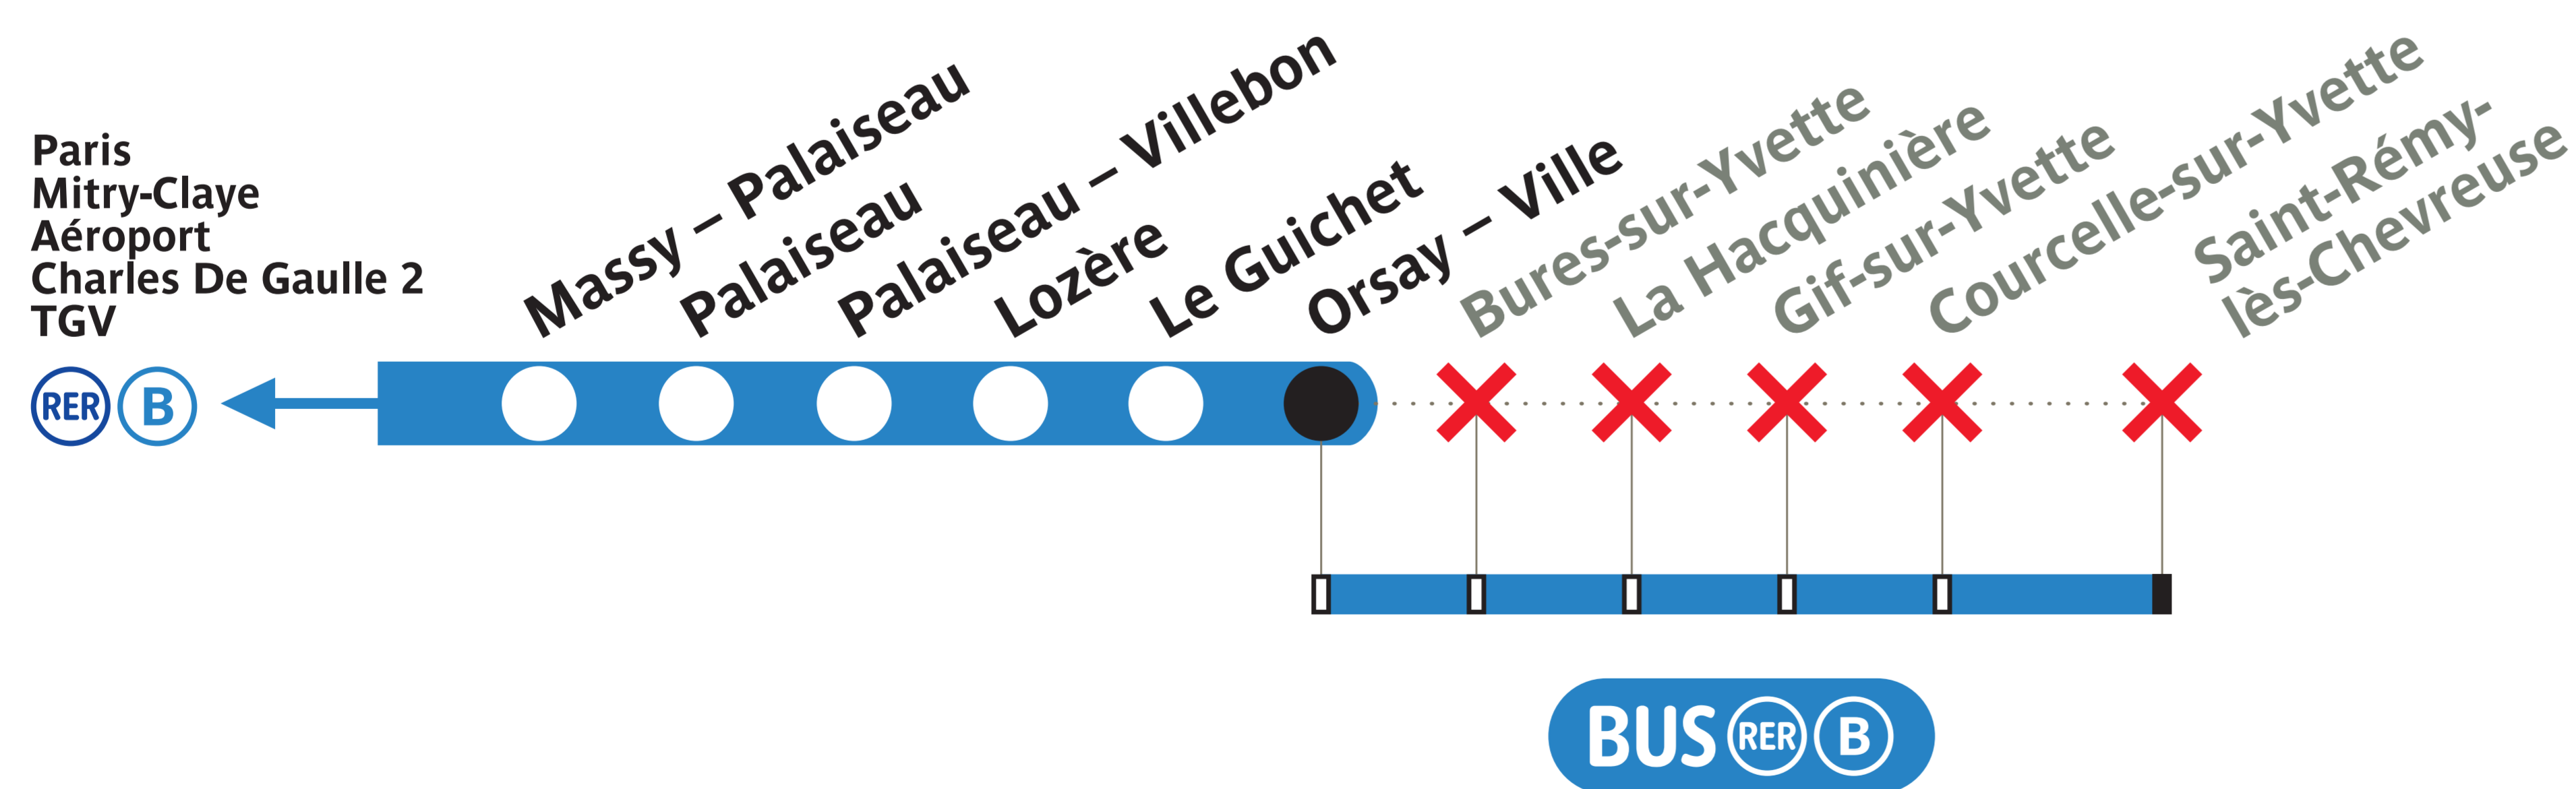 Paris
Mitry-Claye
Aéroport
Charles De Gaulle 2
TGV
RER B
Massy – Palaiseau
Palaiseau
Palaiseau – Villebon
Lozère
Le Guichet
Orsay – Ville
Bures-sur-Yvette
La Hacquinière
Gif-sur-Yvette
Courcelle-sur-Yvette
Saint-Rémy-
lès-Chevreuse
BUS RER B